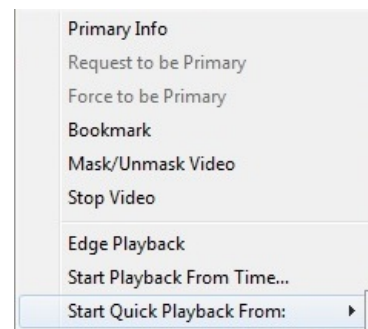 Primary Info
Request to be Primary
Force to be Primary
Bookmark
Mask/Unmask Video
Stop Video
Edge Playback
Start Playback From Time...
Start Quick Playback From: